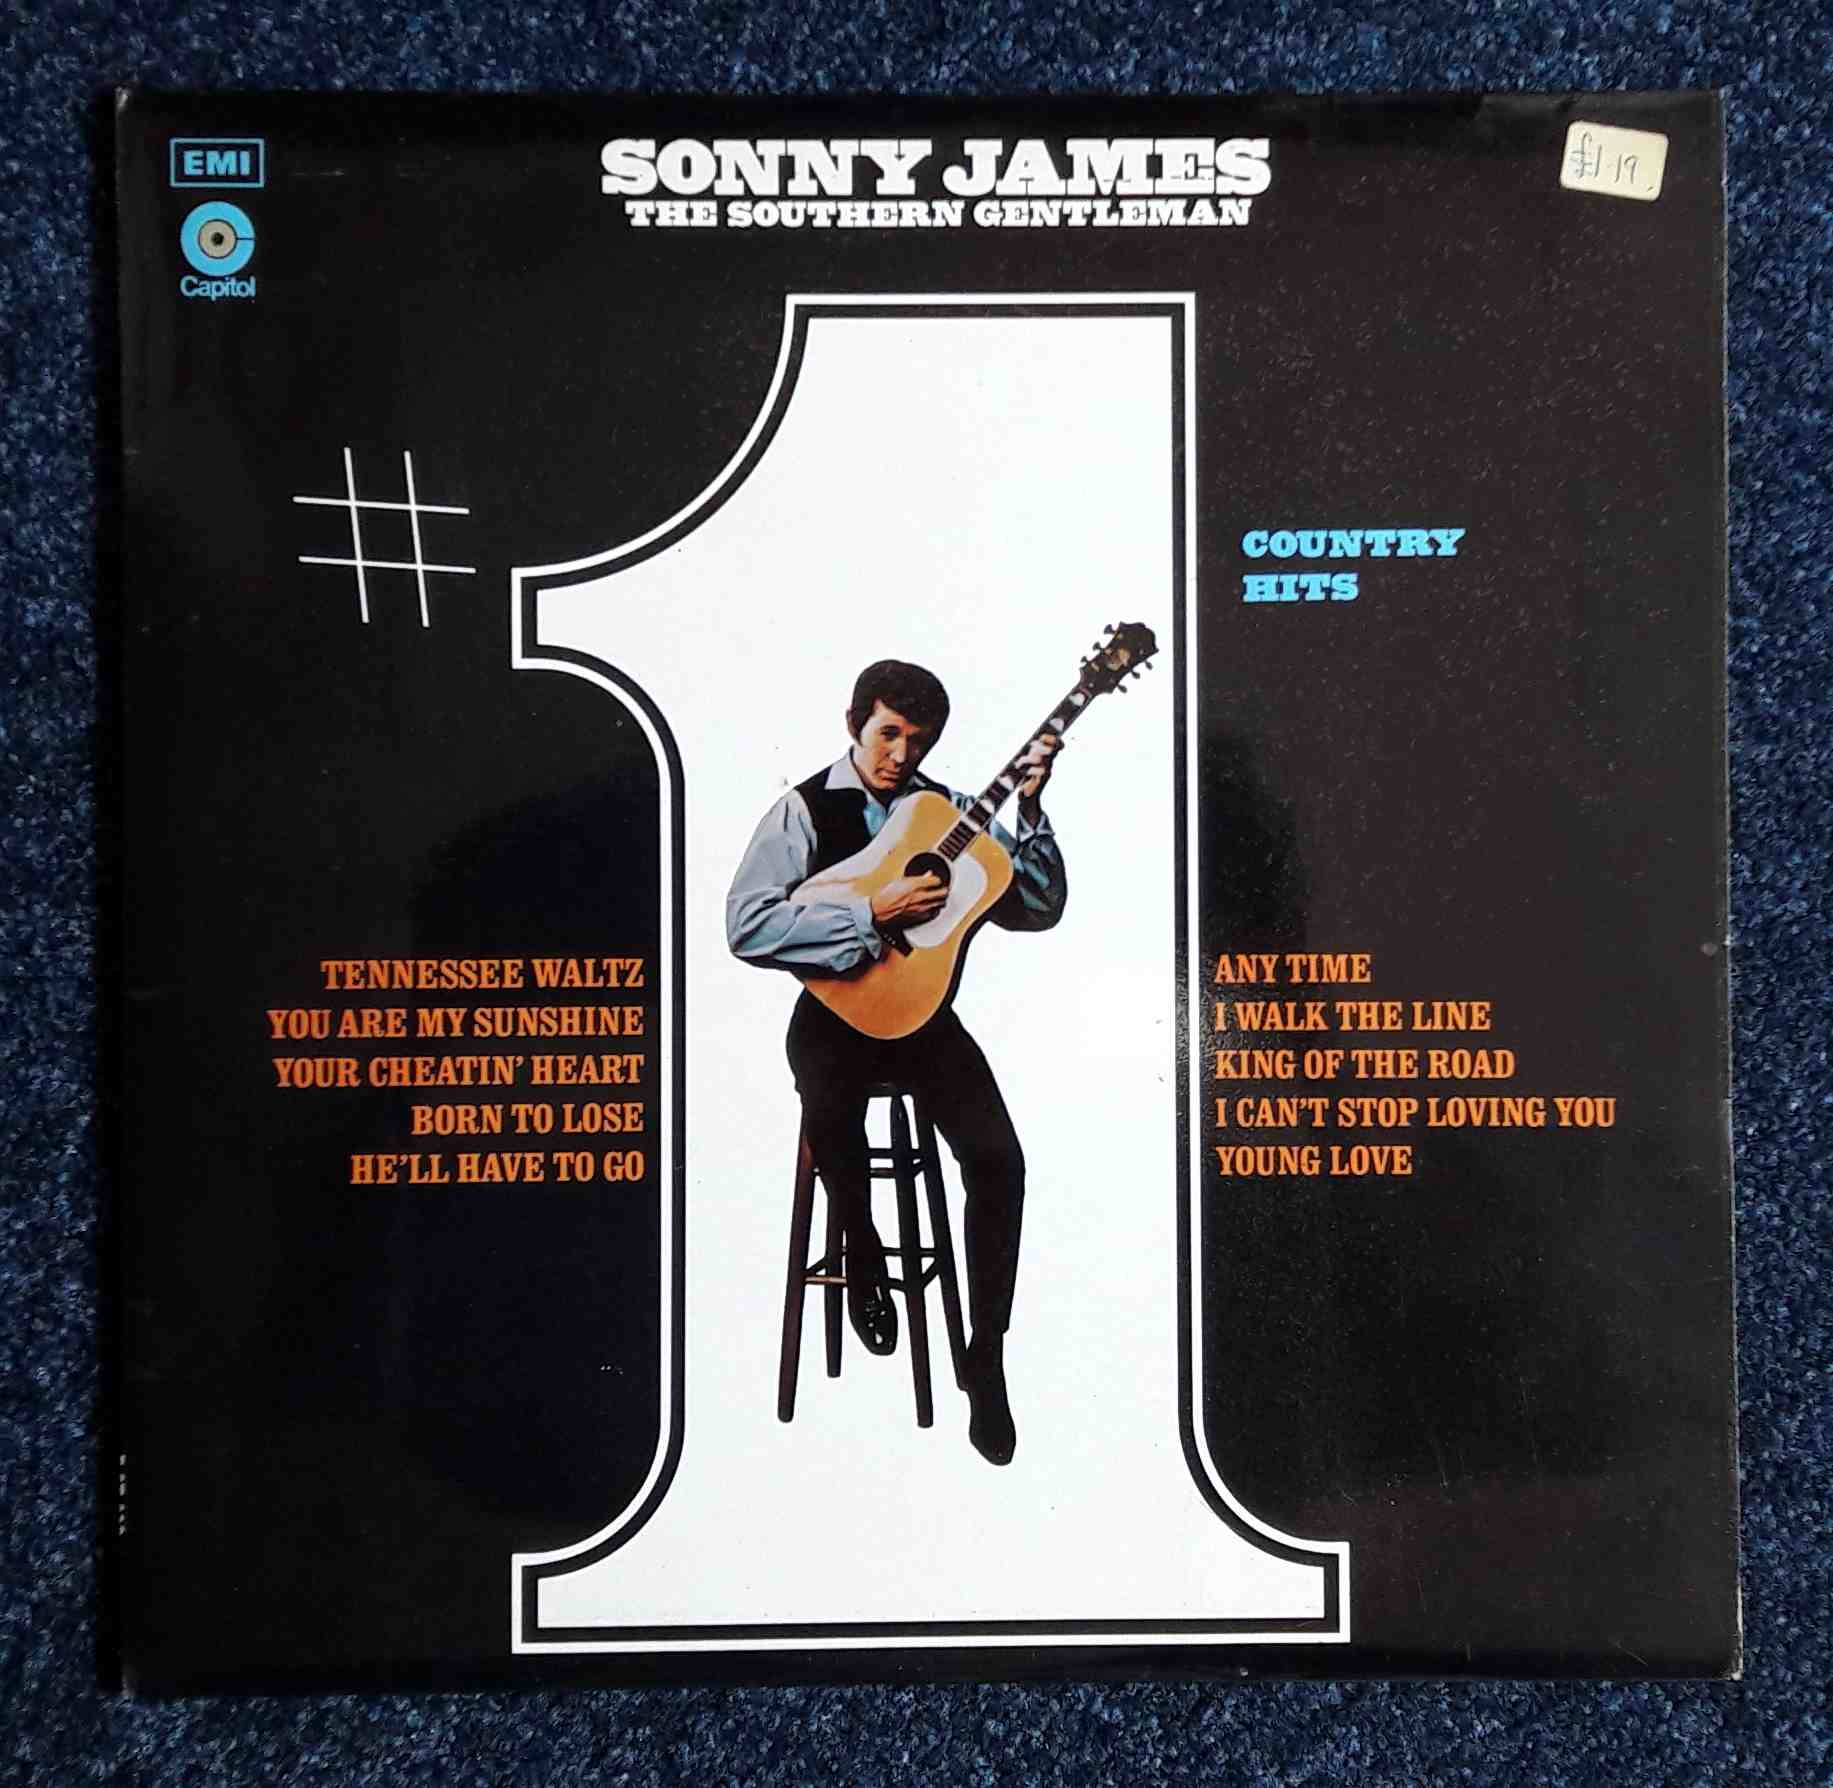 EMI
Capitol
SONNY JAMES
THE SOUTHERN GENTLEMAN
£1.19
#1
COUNTRY
HITS
TENNESSEE WALTZ
YOU ARE MY SUNSHINE
YOUR CHEATIN' HEART
BORN TO LOSE
HE'LL HAVE TO GO
ANY TIME
I WALK THE LINE
KING OF THE ROAD
I CAN'T STOP LOVING YOU
YOUNG LOVE